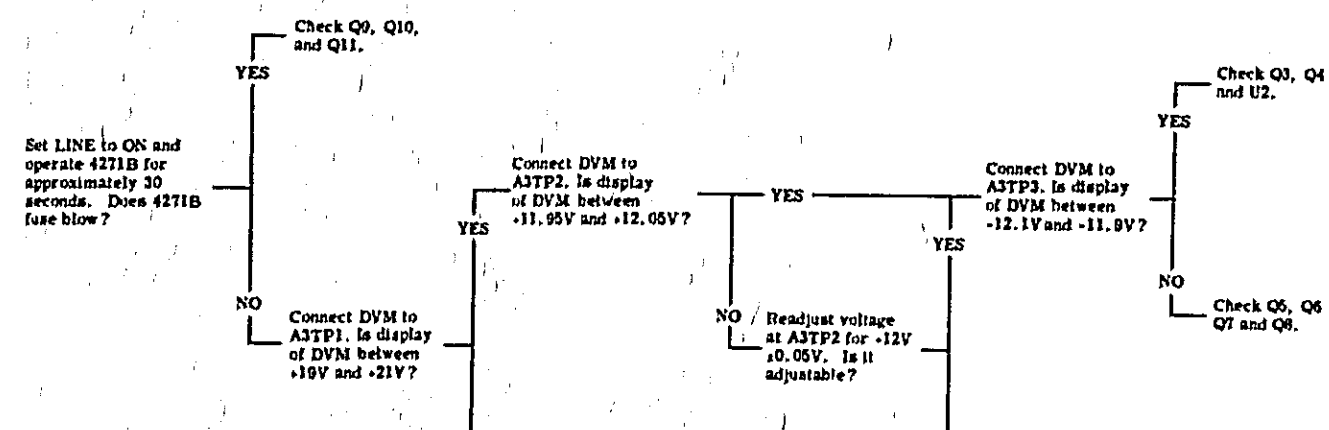 Check Q9, Q10,
and Q11.
YES
Set LINE to ON and
operate 4271B for
approximately 30
seconds. Does 4271B
fuse blow?
NO
Connect DVM to
A3TP1. Is display
of DVM between
+19V and +21V?
YES
Connect DVM to
A3TP2. Is display
of DVM between
+11.95V and +12.05V?
YES
NO
Readjust voltage
at A3TP2 for +12V
±0.05V. Is it
adjustable?
YES
Connect DVM to
A3TP3. Is display
of DVM between
-12.1V and -11.9V?
YES
Check Q3, Q4
and U2.
NO
Check Q5, Q6
Q7 and Q8.